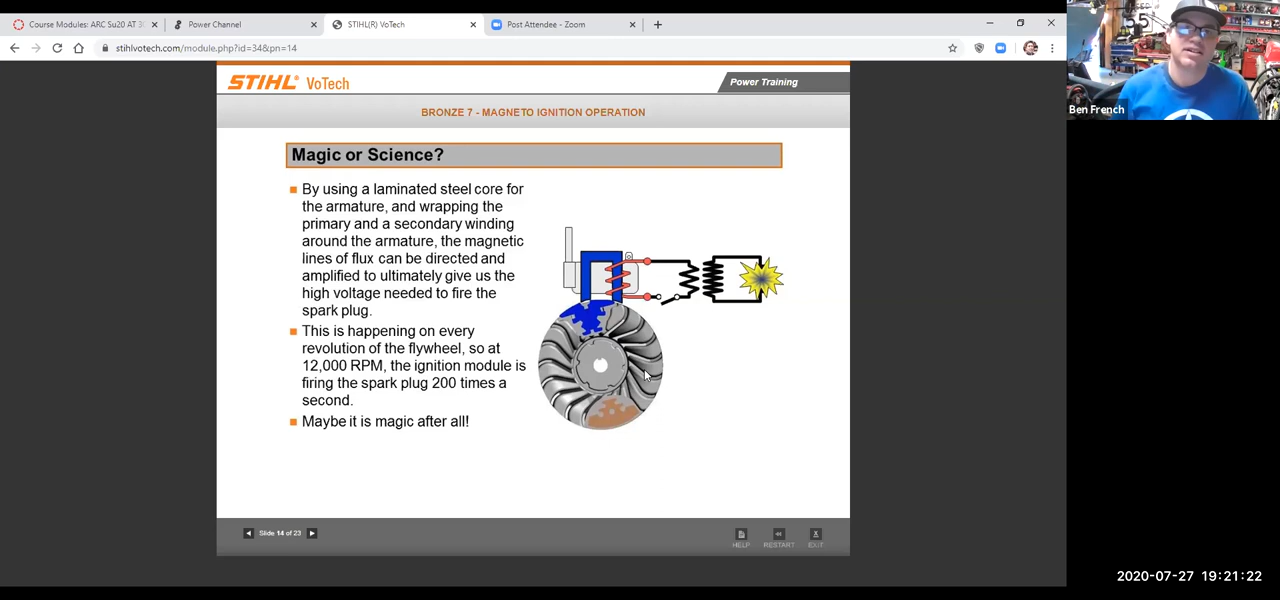 Course Modules: ARC Su20 AT 3
Power Channel
STIHL(R) VoTech
Post Attendee - Zoom
stihlvotech.com/module.php?id=34&pn=14
STIHL® VoTech
Power Training
BRONZE 7 - MAGNETO IGNITION OPERATION
Magic or Science?
By using a laminated steel core for
the armature, and wrapping the
primary and a secondary winding
around the armature, the magnetic
lines of flux can be directed and
amplified to ultimately give us the
high voltage needed to fire the
spark plug.
This is happening on every
revolution of the flywheel, so at
12,000 RPM, the ignition module is
firing the spark plug 200 times a
second.
Maybe it is magic after all!
Slide 14 of 23
HELP
RESTART
EXIT
Ben French
2020-07-27 19:21:22